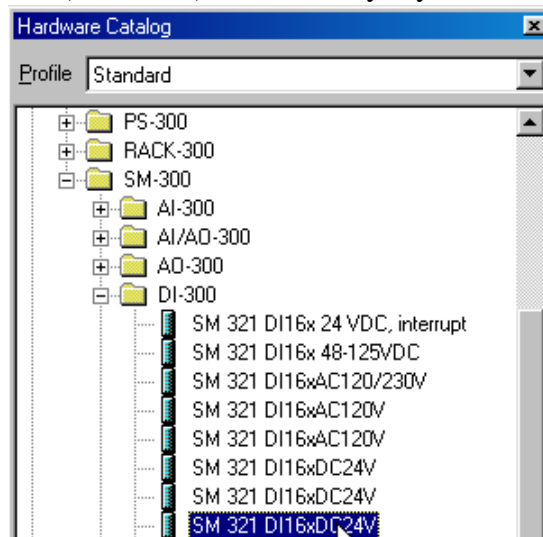 Hardware Catalog
Profile Standard
PS-300
RACK-300
SM-300
AI-300
AI/AO-300
AO-300
DI-300
SM 321 DI16x 24 VDC, interrupt
SM 321 DI16x 48-125VDC
SM 321 DI16xAC120/230V
SM 321 DI16xAC120V
SM 321 DI16xAC120V
SM 321 DI16xDC24V
SM 321 DI16xDC24V
SM 321 DI16xDC24V